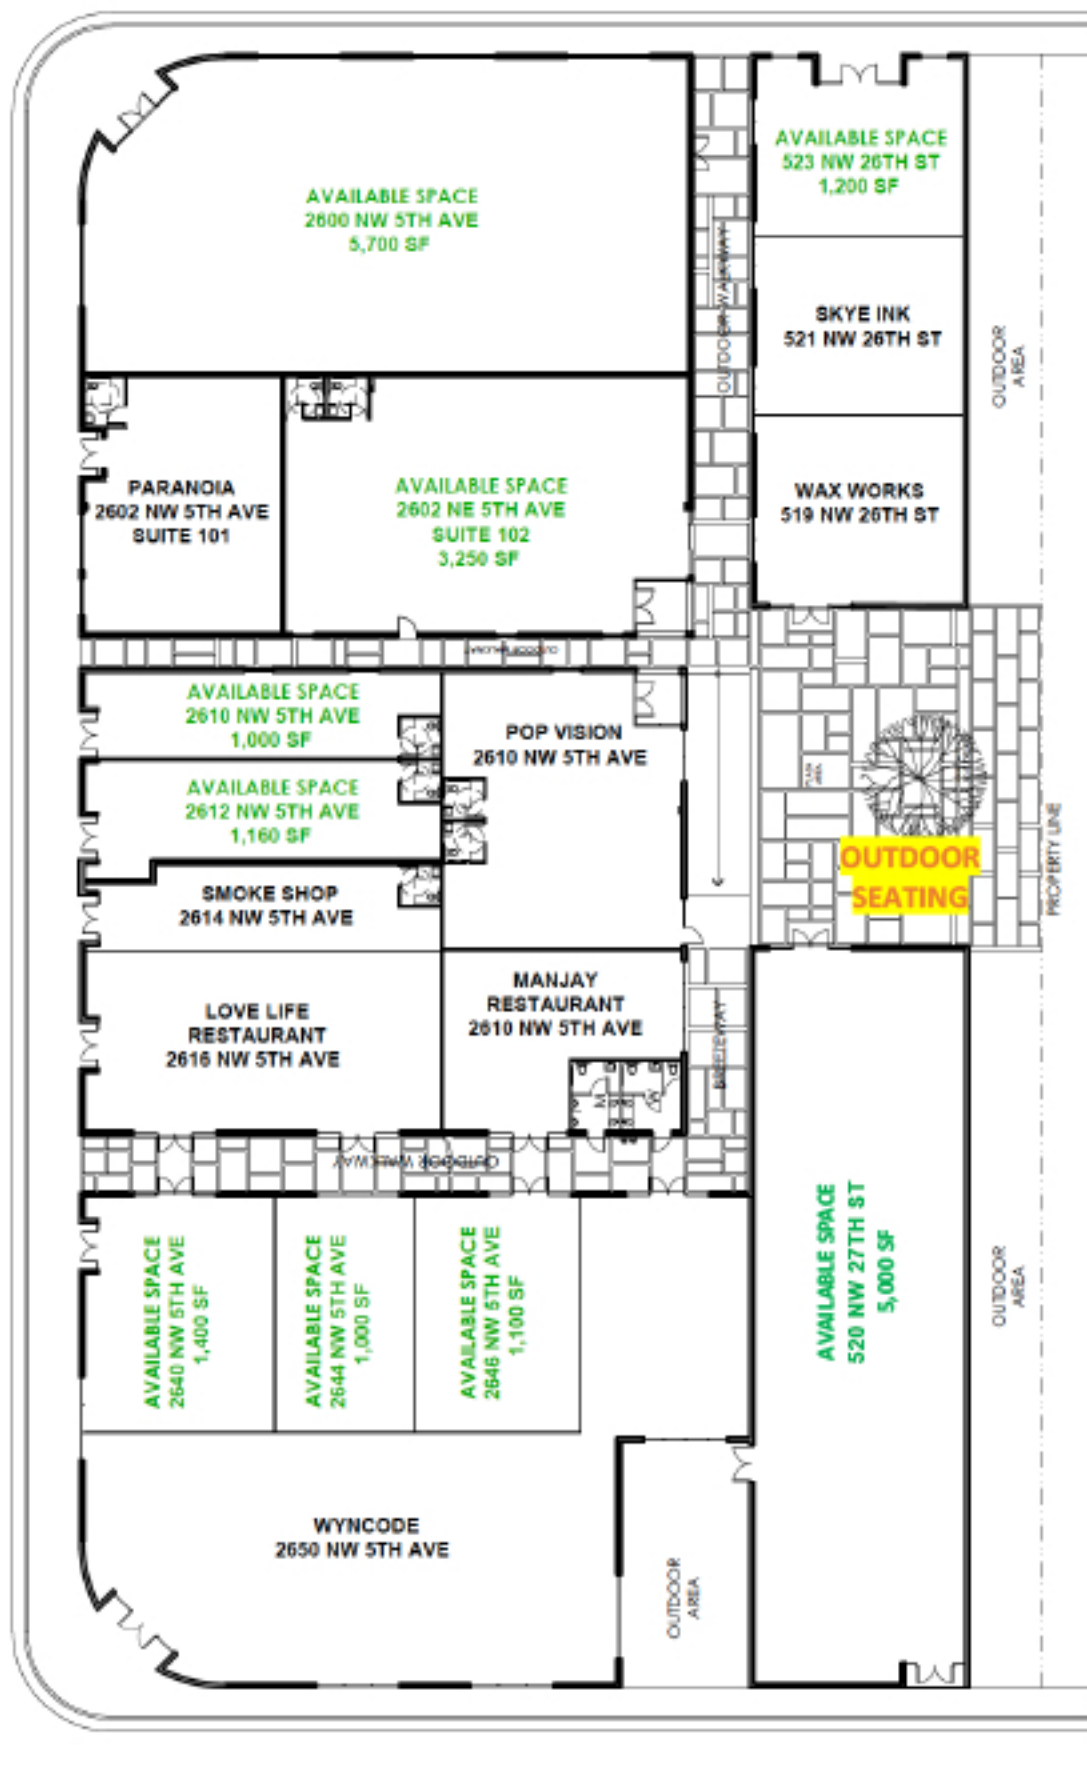 AVAILABLE SPACE
2600 NW 5TH AVE
5,700 SF
AVAILABLE SPACE
523 NW 26TH ST
1,200 SF
OUTDOOR WALKWAY
SKYE INK
521 NW 26TH ST
OUTDOOR
AREA
PARANOIA
2602 NW 5TH AVE
SUITE 101
AVAILABLE SPACE
2602 NE 5TH AVE
SUITE 102
3,250 SF
WAX WORKS
519 NW 26TH ST
OUTDOOR WALKWAY
AVAILABLE SPACE
2610 NW 5TH AVE
1,000 SF
POP VISION
2610 NW 5TH AVE
AVAILABLE SPACE
2612 NW 5TH AVE
1,160 SF
PLAZA
AREA
OUTDOOR
SEATING
PROPERTY LINE
SMOKE SHOP
2614 NW 5TH AVE
LOVE LIFE
RESTAURANT
2616 NW 5TH AVE
MANJAY
RESTAURANT
2610 NW 5TH AVE
BREEZEWAY
M
W
OUTDOOR WALKWAY
AVAILABLE SPACE
2640 NW 5TH AVE
1,400 SF
AVAILABLE SPACE
2644 NW 5TH AVE
1,000 SF
AVAILABLE SPACE
2646 NW 5TH AVE
1,100 SF
AVAILABLE SPACE
520 NW 27TH ST
5,000 SF
OUTDOOR
AREA
WYNCODE
2650 NW 5TH AVE
OUTDOOR
AREA